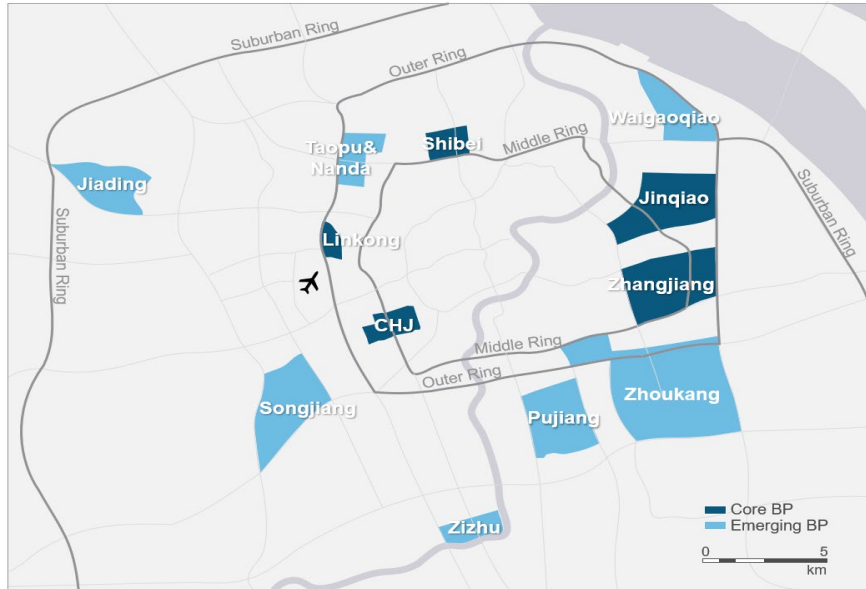 Suburban Ring
Outer Ring
Waigaoqiao
Taopu&
Nanda
Shibei
Middle Ring
Jiading
Jinqiao
Suburban Ring
Suburban Ring
Linkong
Zhangjiang
CHJ
Middle Ring
Outer Ring
Zhoukang
Songjiang
Pujiang
Zizhu
Core BP
Emerging BP
0 5
km